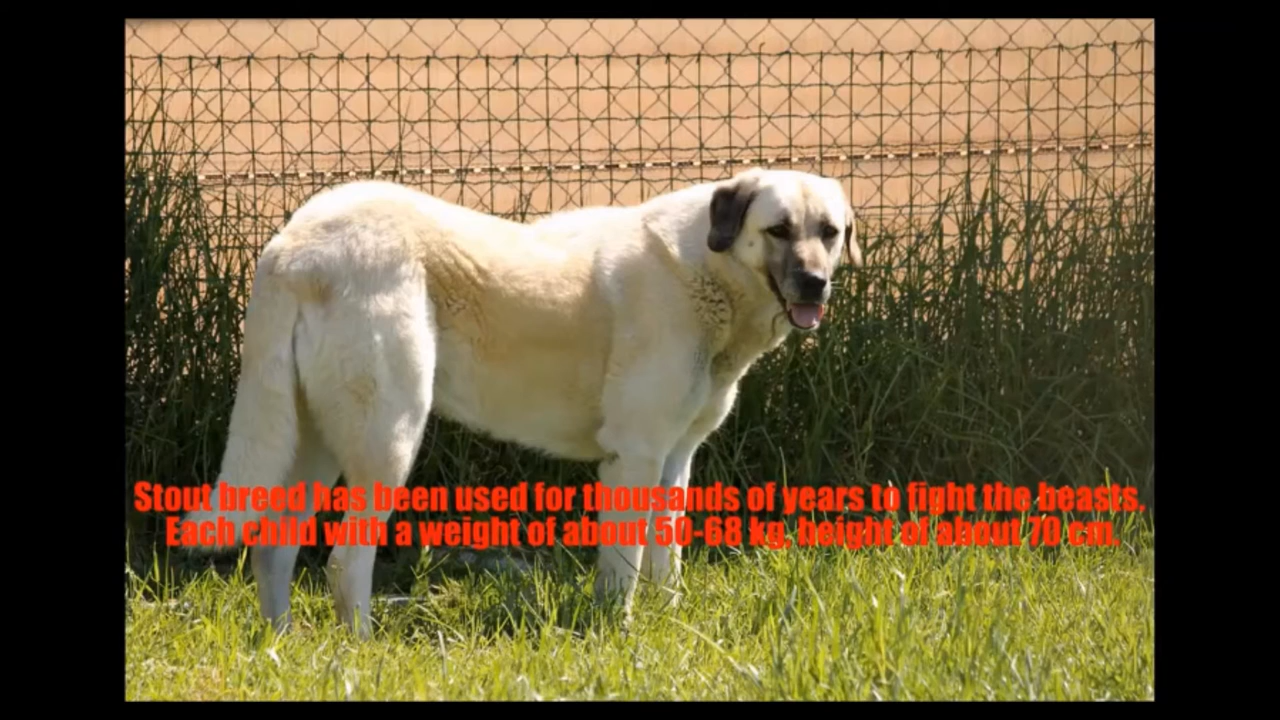 Stout breed has been used for thousands of years to fight the beasts.
Each child with a weight of about 50-68 kg, height of about 70 cm.